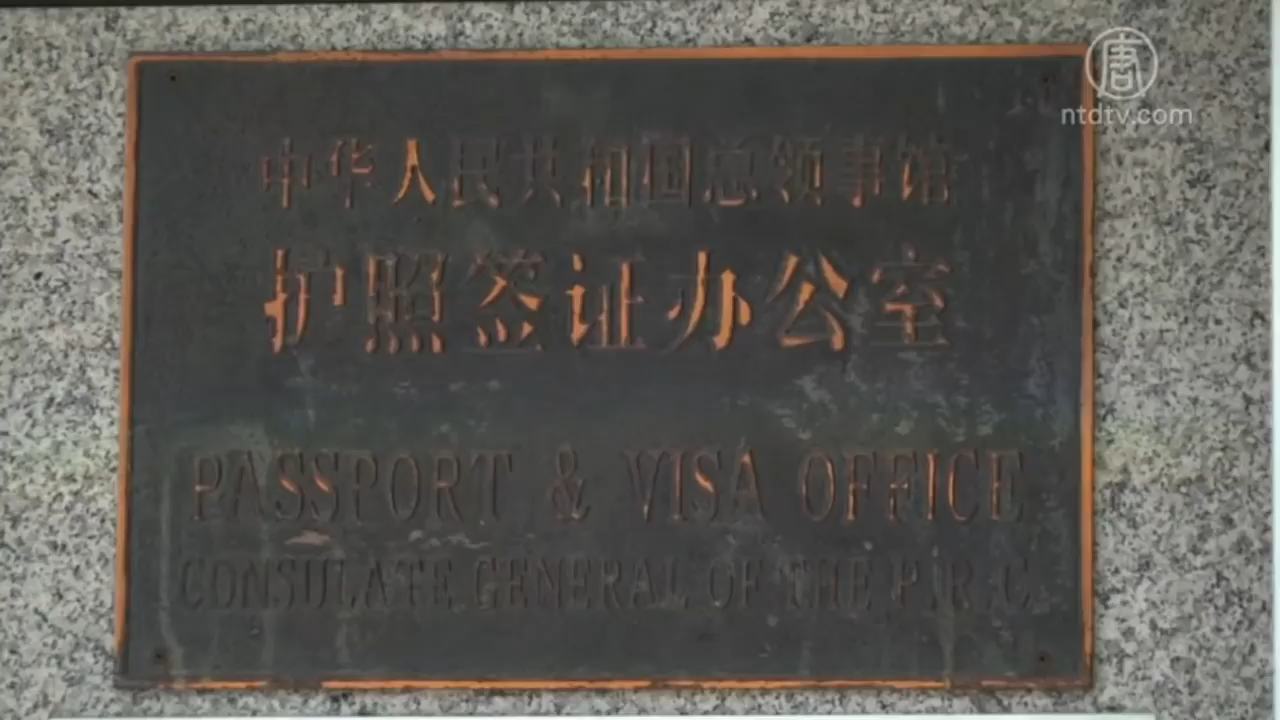 唐
ntdtv.com
中华人民共和国总领事馆
护照签证办公室
PASSPORT & VISA OFFICE
CONSULATE GENERAL OF THE P.R.C.